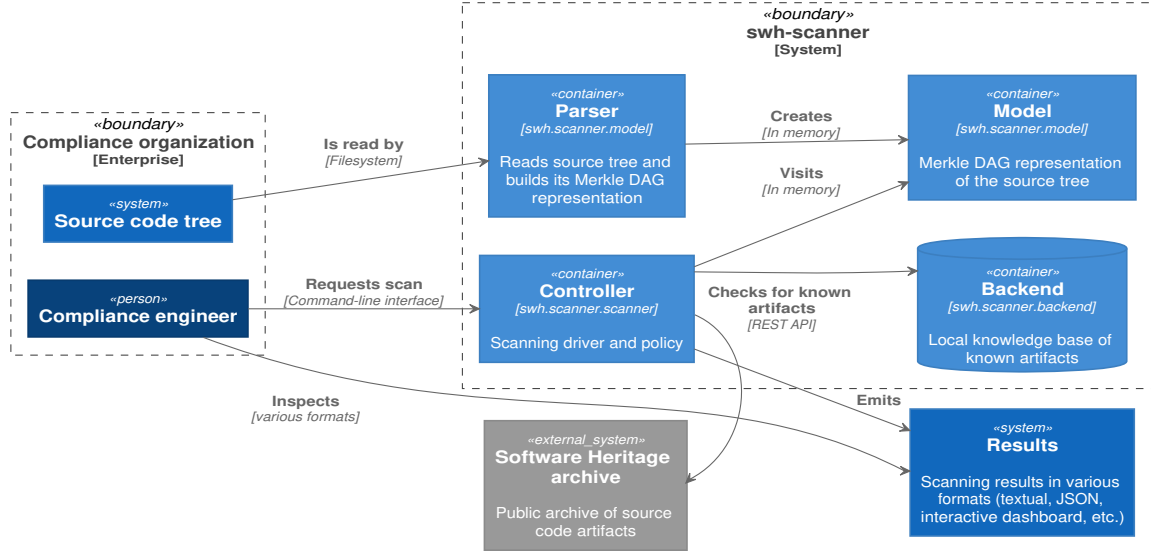 «boundary»
Compliance organization
[Enterprise]
«system»
Source code tree
«person»
Compliance engineer
Is read by
[Filesystem]
Requests scan
[Command-line interface]
Inspects
[various formats]
«boundary»
swh-scanner
[System]
«container»
Parser
[swh.scanner.model]
Reads source tree and
builds its Merkle DAG
representation
Creates
[In memory]
Visits
[In memory]
«container»
Model
[swh.scanner.model]
Merkle DAG representation
of the source tree
«container»
Controller
[swh.scanner.scanner]
Scanning driver and policy
Checks for known
artifacts
[REST API]
«container»
Backend
[swh.scanner.backend]
Local knowledge base of
known artifacts
Emits
«external_system»
Software Heritage
archive
Public archive of source
code artifacts
«system»
Results
Scanning results in various
formats (textual, JSON,
interactive dashboard, etc.)